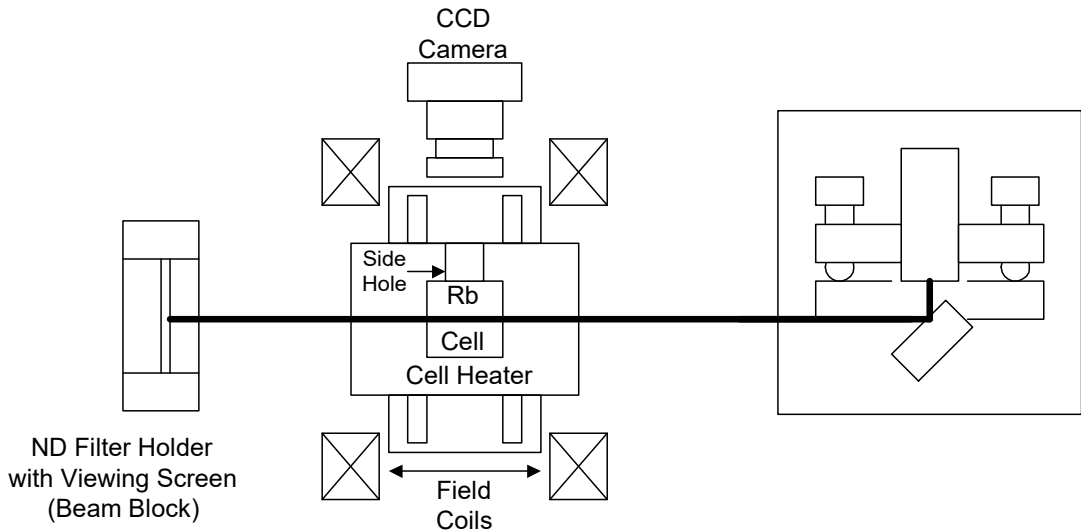 CCD
Camera
Side
Hole
Rb
Cell
Cell Heater
ND Filter Holder
with Viewing Screen
(Beam Block)
Field
Coils